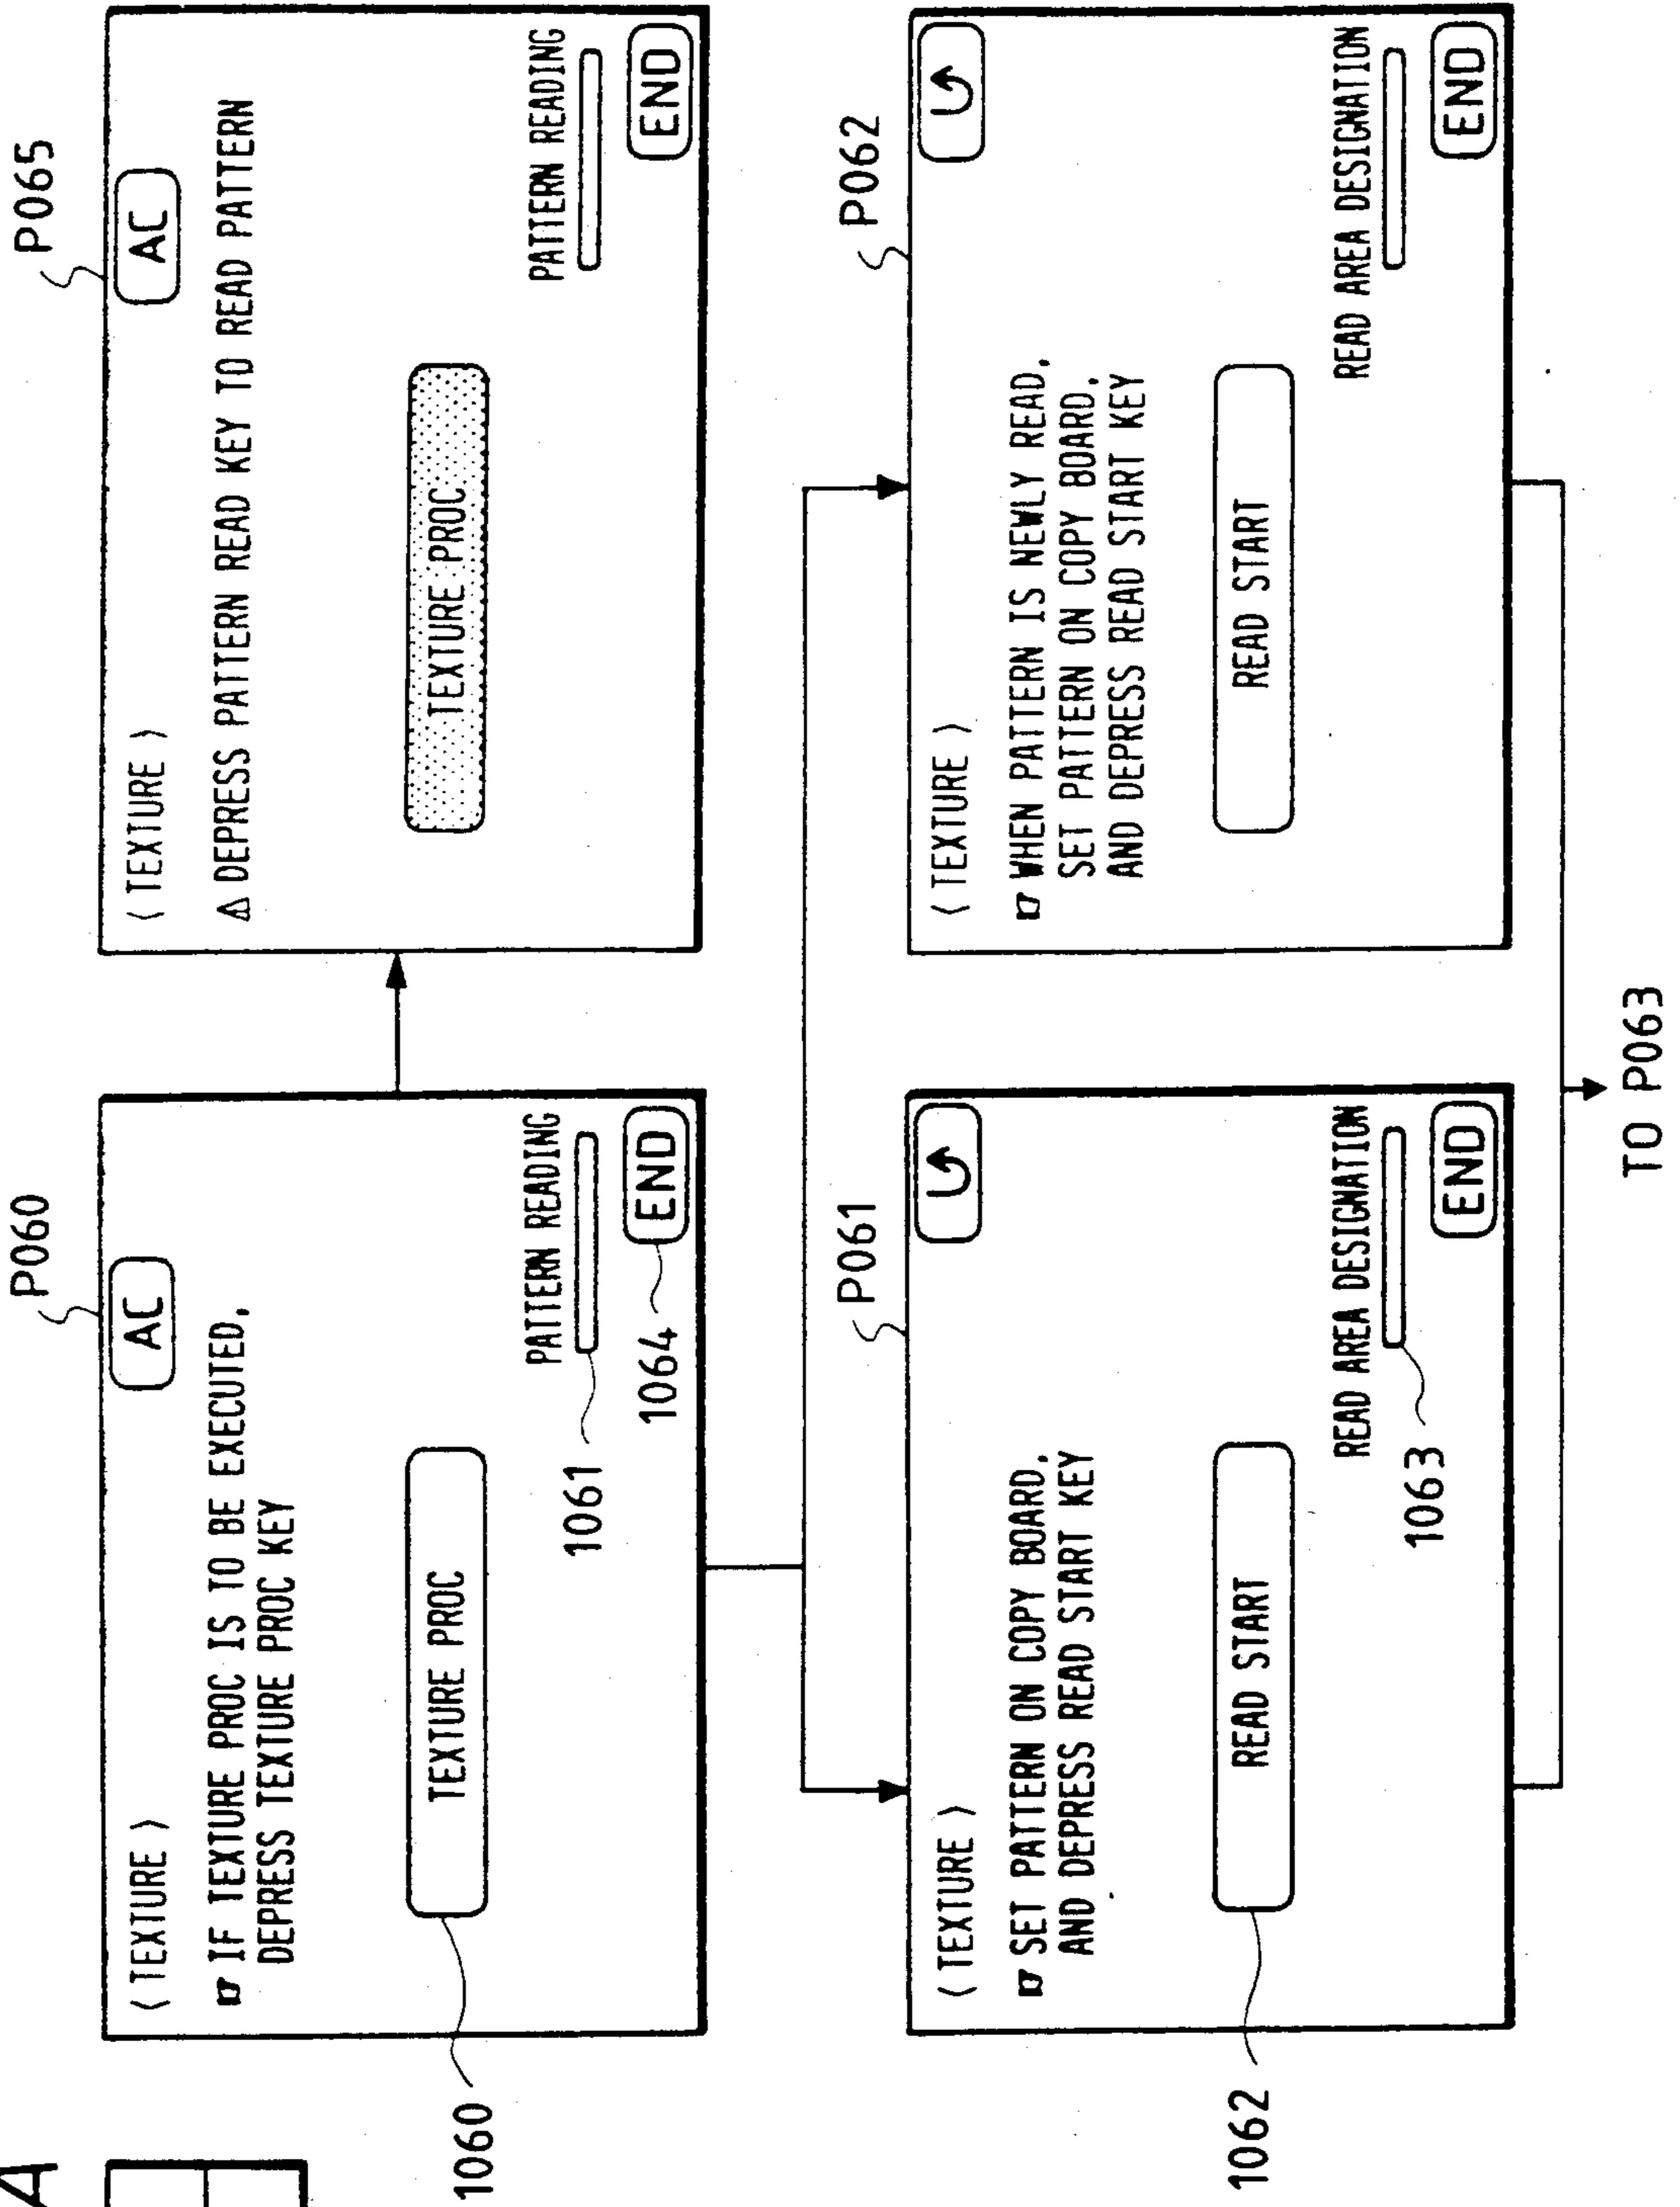 A
P060
AC
〈 TEXTURE 〉
☞ IF TEXTURE PROC IS TO BE EXECUTED,
DEPRESS TEXTURE PROC KEY
TEXTURE PROC
1060
PATTERN READING
1061
END
1064
P065
AC
〈 TEXTURE 〉
⚠ DEPRESS PATTERN READ KEY TO READ PATTERN
TEXTURE PROC
PATTERN READING
END
P061
〈 TEXTURE 〉
☞ SET PATTERN ON COPY BOARD,
AND DEPRESS READ START KEY
READ START
1062
READ AREA DESIGNATION
1063
END
P062
〈 TEXTURE 〉
☞ WHEN PATTERN IS NEWLY READ,
SET PATTERN ON COPY BOARD,
AND DEPRESS READ START KEY
READ START
READ AREA DESIGNATION
END
TO P063